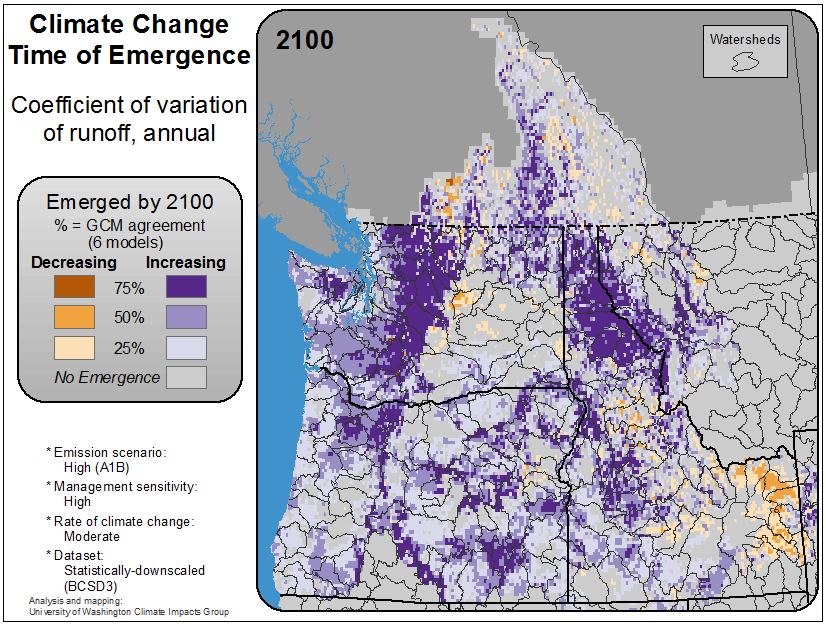 Climate Change
Time of Emergence
Coefficient of variation
of runoff, annual
Emerged by 2100
% = GCM agreement
(6 models)
Decreasing Increasing
75%
50%
25%
No Emergence
* Emission scenario:
High (A1B)
* Management sensitivity:
High
* Rate of climate change:
Moderate
* Dataset:
Statistically-downscaled
(BCSD3)
Analysis and mapping:
University of Washington Climate Impacts Group
2100
Watersheds